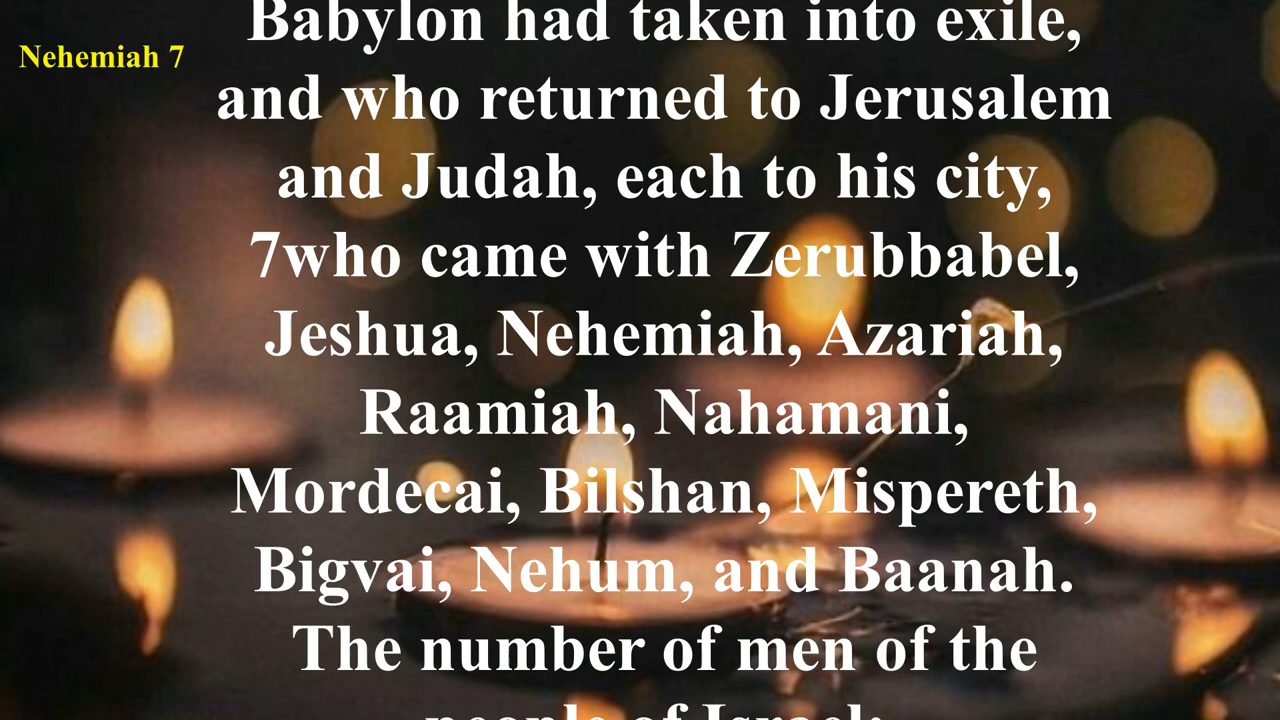 Nehemiah 7
Babylon had taken into exile,
and who returned to Jerusalem
and Judah, each to his city,
7who came with Zerubbabel,
Jeshua, Nehemiah, Azariah,
Raamiah, Nahamani,
Mordecai, Bilshan, Mispereth,
Bigvai, Nehum, and Baanah.
The number of men of the
people of Israel: